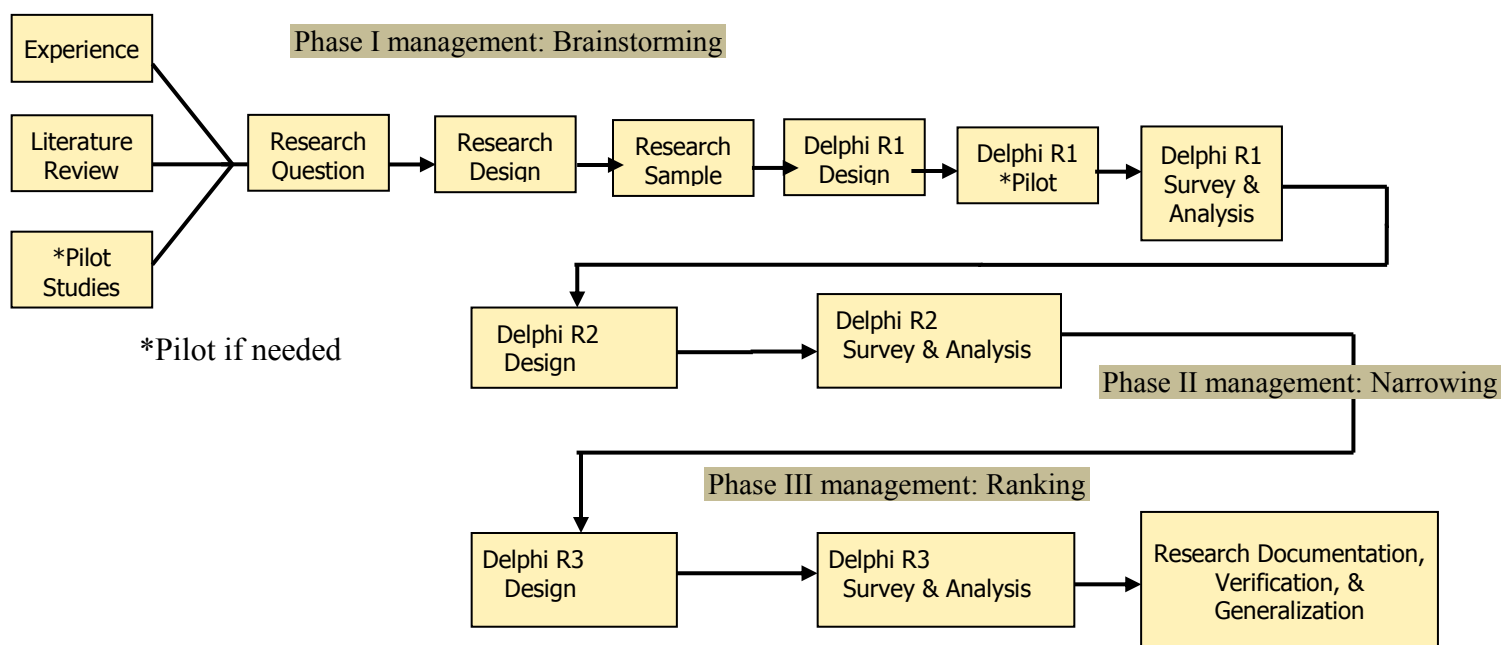 Phase I management: Brainstorming
Experience
Literature
Review
*Pilot
Studies
Research
Question
Research
Design
Research
Sample
Delphi R1
Design
Delphi R1
*Pilot
Delphi R1
Survey &
Analysis
*Pilot if needed
Delphi R2
Design
Delphi R2
Survey & Analysis
Phase II management: Narrowing
Phase III management: Ranking
Delphi R3
Design
Delphi R3
Survey & Analysis
Research Documentation,
Verification, &
Generalization